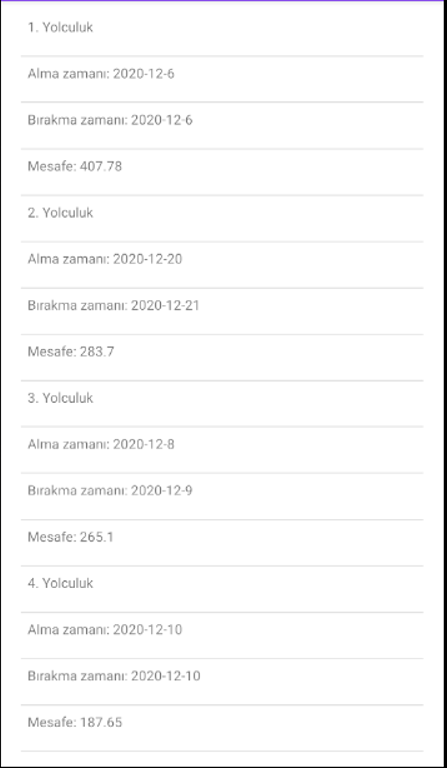 1. Yolculuk
Alma zamanı: 2020-12-6
Bırakma zamanı: 2020-12-6
Mesafe: 407.78
2. Yolculuk
Alma zamanı: 2020-12-20
Bırakma zamanı: 2020-12-21
Mesafe: 283.7
3. Yolculuk
Alma zamanı: 2020-12-8
Bırakma zamanı: 2020-12-9
Mesafe: 265.1
4. Yolculuk
Alma zamanı: 2020-12-10
Bırakma zamanı: 2020-12-10
Mesafe: 187.65